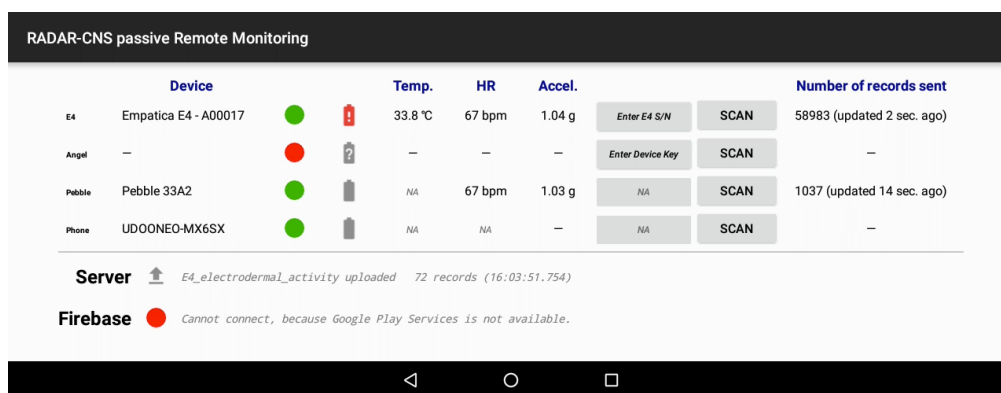 RADAR-CNS passive Remote Monitoring
Device Temp. HR Accel. Number of records sent
E4 Empatica E4 - A00017 33.8 °C 67 bpm 1.04 g Enter E4 S/N SCAN 58983 (updated 2 sec. ago)
Angel — — — — Enter Device Key SCAN —
Pebble Pebble 33A2 NA 67 bpm 1.03 g NA SCAN 1037 (updated 14 sec. ago)
Phone UDOONEO-MX6SX NA NA — NA SCAN —
Server E4_electrodermal_activity uploaded 72 records (16:03:51.754)
Firebase Cannot connect, because Google Play Services is not available.